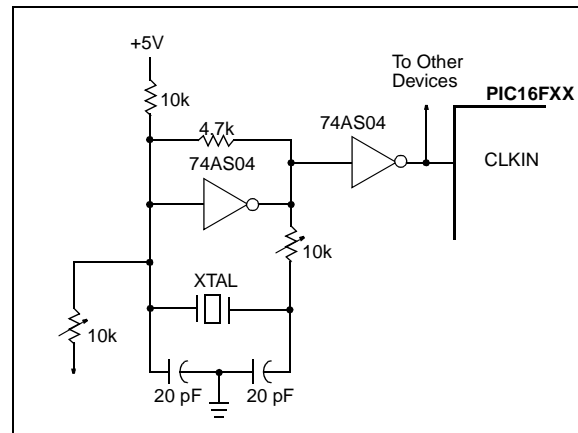 +5V
To Other
Devices
PIC16FXX
10k
4.7k
74AS04
74AS04
CLKIN
10k
XTAL
10k
20 pF
20 pF